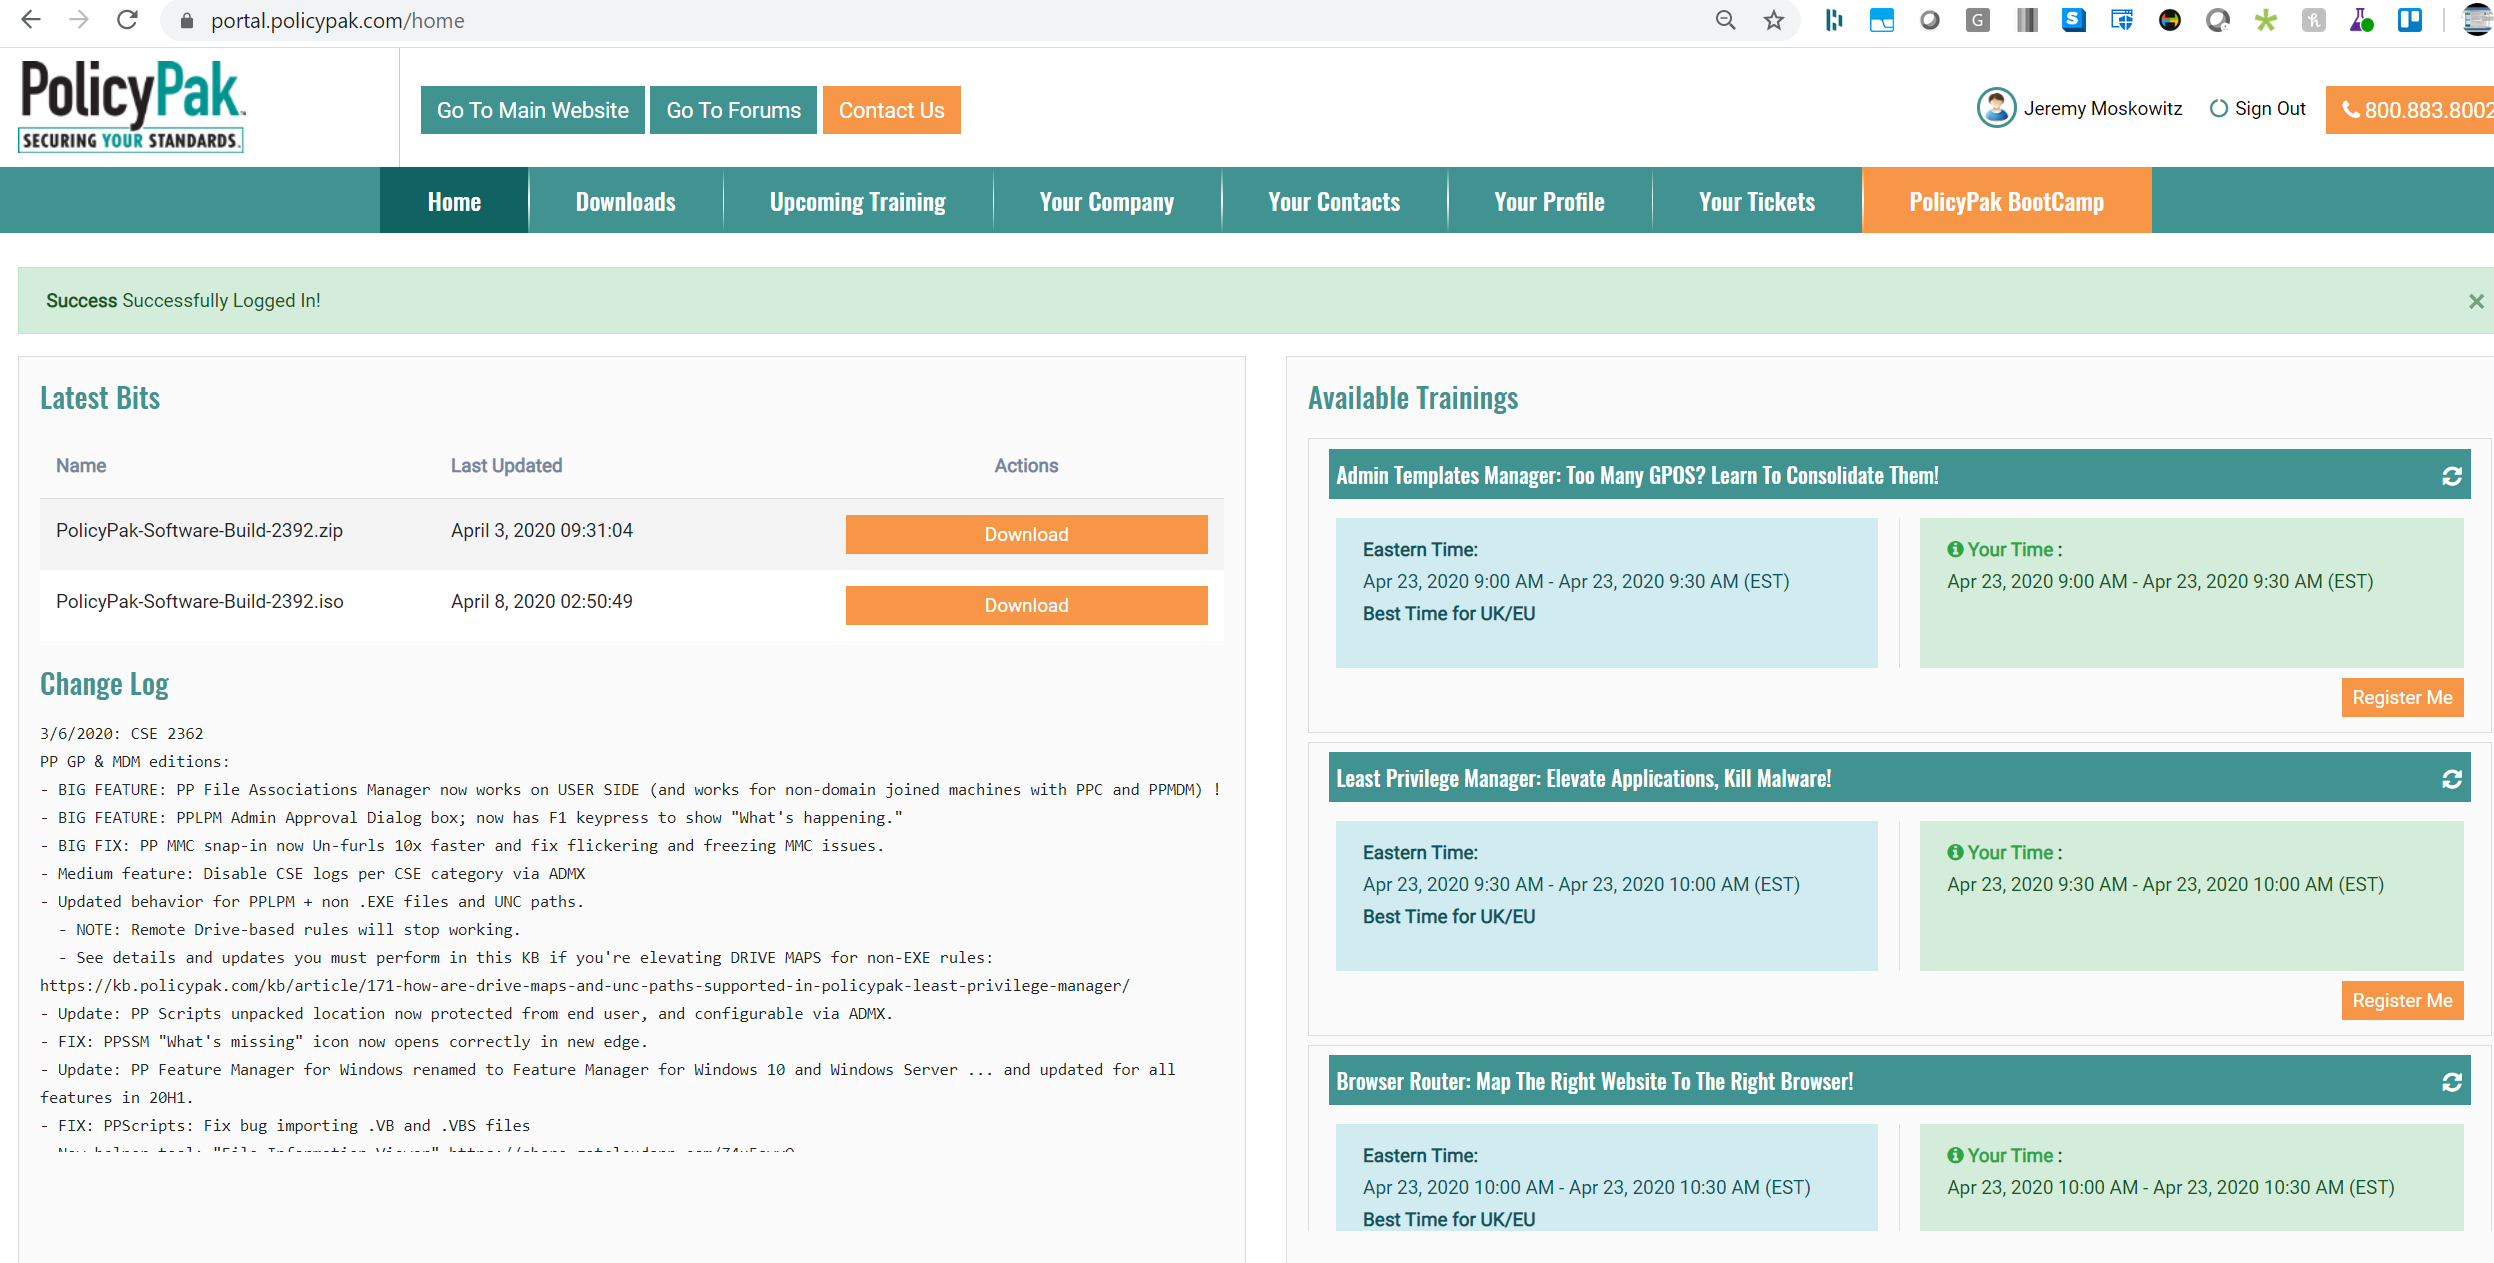 portal.policypak.com/home
PolicyPak™
SECURING YOUR STANDARDS.
Go To Main Website
Go To Forums
Contact Us
Jeremy Moskowitz
Sign Out
800.883.8002
Home
Downloads
Upcoming Training
Your Company
Your Contacts
Your Profile
Your Tickets
PolicyPak BootCamp
Success Successfully Logged In!
×
Latest Bits
Name
Last Updated
Actions
PolicyPak-Software-Build-2392.zip
April 3, 2020 09:31:04
Download
PolicyPak-Software-Build-2392.iso
April 8, 2020 02:50:49
Download
Change Log
3/6/2020: CSE 2362
PP GP & MDM editions:
- BIG FEATURE: PP File Associations Manager now works on USER SIDE (and works for non-domain joined machines with PPC and PPMDM) !
- BIG FEATURE: PPLPM Admin Approval Dialog box; now has F1 keypress to show "What's happening."
- BIG FIX: PP MMC snap-in now Un-furls 10x faster and fix flickering and freezing MMC issues.
- Medium feature: Disable CSE logs per CSE category via ADMX
- Updated behavior for PPLPM + non .EXE files and UNC paths.
- NOTE: Remote Drive-based rules will stop working.
- See details and updates you must perform in this KB if you're elevating DRIVE MAPS for non-EXE rules:
https://kb.policypak.com/kb/article/171-how-are-drive-maps-and-unc-paths-supported-in-policypak-least-privilege-manager/
- Update: PP Scripts unpacked location now protected from end user, and configurable via ADMX.
- FIX: PPSSM "What's missing" icon now opens correctly in new edge.
- Update: PP Feature Manager for Windows renamed to Feature Manager for Windows 10 and Windows Server ... and updated for all
features in 20H1.
- FIX: PPScripts: Fix bug importing .VB and .VBS files
- New helper tool: "File Information Viewer"
Available Trainings
Admin Templates Manager: Too Many GPOS? Learn To Consolidate Them!
Eastern Time:
Apr 23, 2020 9:00 AM - Apr 23, 2020 9:30 AM (EST)
Best Time for UK/EU
Your Time :
Apr 23, 2020 9:00 AM - Apr 23, 2020 9:30 AM (EST)
Register Me
Least Privilege Manager: Elevate Applications, Kill Malware!
Eastern Time:
Apr 23, 2020 9:30 AM - Apr 23, 2020 10:00 AM (EST)
Best Time for UK/EU
Your Time :
Apr 23, 2020 9:30 AM - Apr 23, 2020 10:00 AM (EST)
Register Me
Browser Router: Map The Right Website To The Right Browser!
Eastern Time:
Apr 23, 2020 10:00 AM - Apr 23, 2020 10:30 AM (EST)
Best Time for UK/EU
Your Time :
Apr 23, 2020 10:00 AM - Apr 23, 2020 10:30 AM (EST)